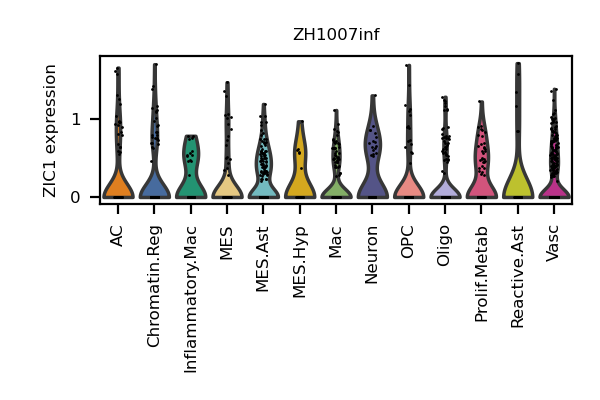 ZH1007inf
ZIC1 expression
1
0
AC
Chromatin.Reg
Inflammatory.Mac
MES
MES.Ast
MES.Hyp
Mac
Neuron
OPC
Oligo
Prolif.Metab
Reactive.Ast
Vasc